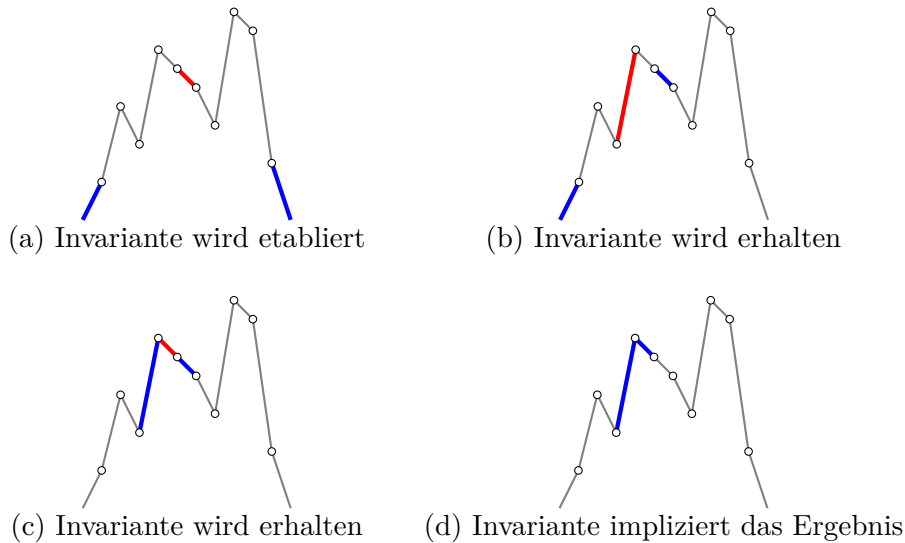 (a) Invariante wird etabliert
(b) Invariante wird erhalten
(c) Invariante wird erhalten
(d) Invariante impliziert das Ergebnis